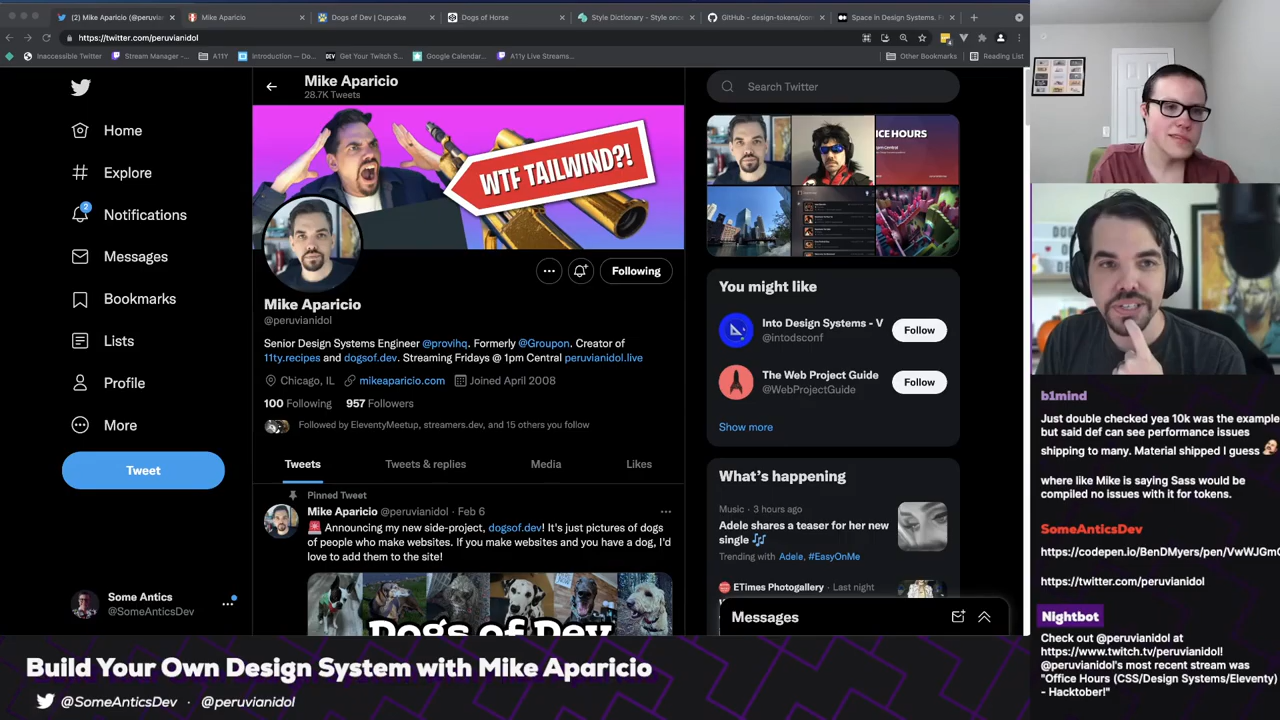 (2) Mike Aparicio (@peruvian
Mike Aparicio
Dogs of Dev | Cupcake
Dogs of Horse
Style Dictionary - Style once
GitHub - design-tokens/com
Space in Design Systems. F
https://twitter.com/peruvianidol
Inaccessible Twitter
Stream Manager -...
A11Y
introduction – Do...
Get Your Twitch S...
Google Calendar...
A11y Live Streams...
Other Bookmarks
Reading List
Home
Explore
2
Notifications
Messages
Bookmarks
Lists
Profile
More
Tweet
Some Antics
@SomeAnticsDev
Mike Aparicio
28.7K Tweets
WTF TAILWIND?!
Following
Mike Aparicio
@peruvianidol
Senior Design Systems Engineer @provihq. Formerly @Groupon. Creator of
11ty.recipes and dogsof.dev. Streaming Fridays @ 1pm Central peruvianidol.live
Chicago, IL mikeaparicio.com Joined April 2008
100 Following 957 Followers
Followed by EleventyMeetup, streamers.dev, and 15 others you follow
Tweets
Tweets & replies
Media
Likes
Pinned Tweet
Mike Aparicio @peruvianidol · Feb 6
🚨 Announcing my new side-project, dogsof.dev! It's just pictures of dogs
of people who make websites. If you make websites and you have a dog, I'd
love to add them to the site!
Dogs of Dev
Search Twitter
ICE HOURS
You might like
Into Design Systems - V
@intodsconf
Follow
The Web Project Guide
@WebProjectGuide
Follow
Show more
What's happening
Music · 3 hours ago
Adele shares a teaser for her new
single 🎶
Trending with Adele, #EasyOnMe
ETimes Photogallery · Last night
Messages
b1mind
Just double checked yea 10k was the example
but said def can see performance issues
shipping to many. Material shipped I guess
where like Mike is saying Sass would be
compiled no issues with it for tokens.
SomeAnticsDev
https://codepen.io/BenDMyers/pen/VwWJGm
https://twitter.com/peruvianidol
Nightbot
Check out @peruvianidol at
https://www.twitch.tv/peruvianidol!
@peruvianidol's most recent stream was
"Office Hours (CSS/Design Systems/Eleventy)
- Hacktober!"
Build Your Own Design System with Mike Aparicio
@SomeAnticsDev · @peruvianidol